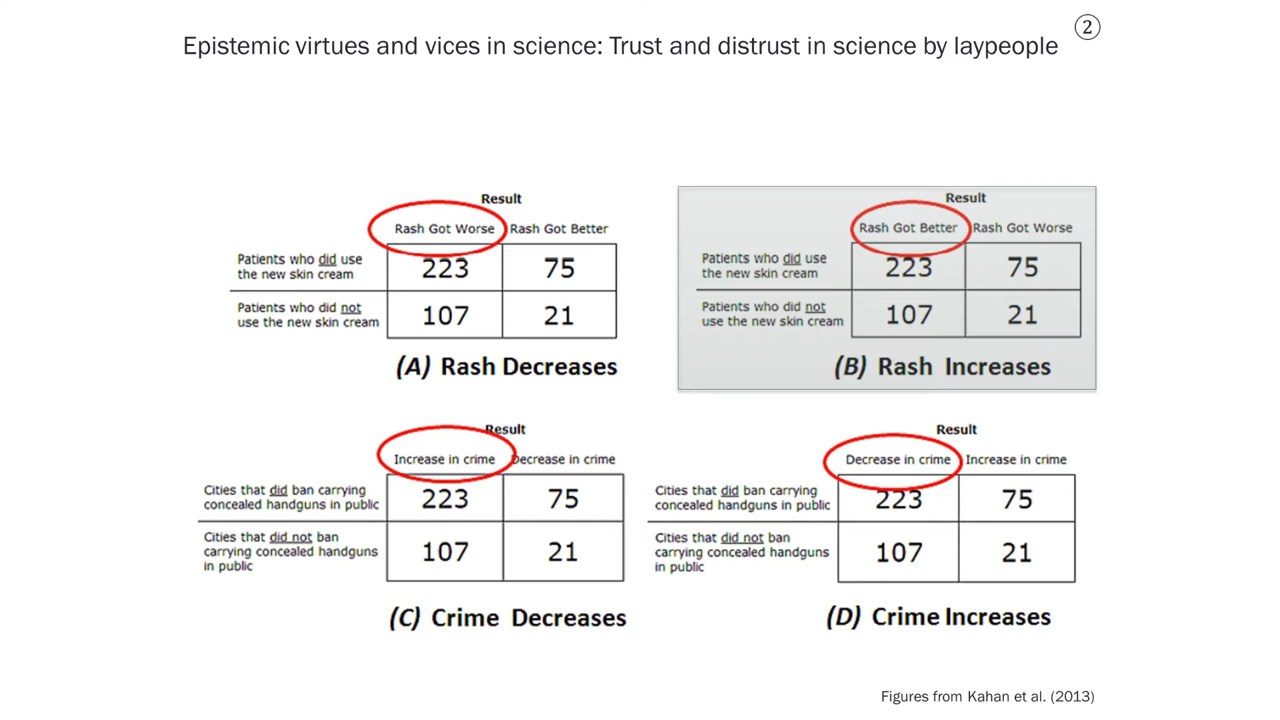 ②
Epistemic virtues and vices in science: Trust and distrust in science by laypeople
Result
Rash Got Worse Rash Got Better
Patients who did use
the new skin cream
223 75
Patients who did not
use the new skin cream
107 21
(A) Rash Decreases
Result
Rash Got Better Rash Got Worse
Patients who did use
the new skin cream
223 75
Patients who did not
use the new skin cream
107 21
(B) Rash Increases
Result
Increase in crime Decrease in crime
Cities that did ban carrying
concealed handguns in public
223 75
Cities that did not ban
carrying concealed handguns
in public
107 21
(C) Crime Decreases
Result
Decrease in crime Increase in crime
Cities that did ban carrying
concealed handguns in public
223 75
Cities that did not ban
carrying concealed handguns
in public
107 21
(D) Crime Increases
Figures from Kahan et al. (2013)